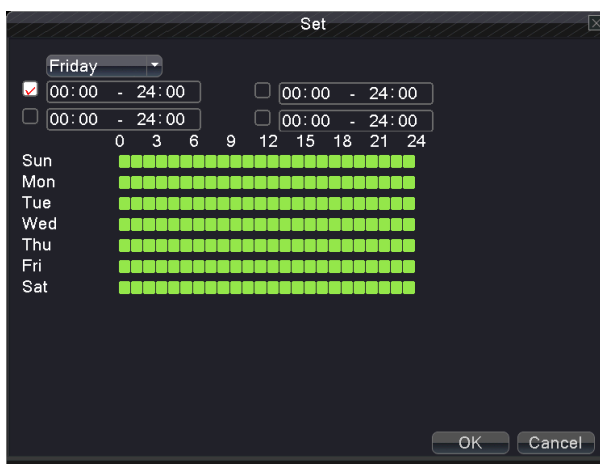 Set
Friday
00:00 - 24:00 00:00 - 24:00
00:00 - 24:00 00:00 - 24:00
0 3 6 9 12 15 18 21 24
Sun
Mon
Tue
Wed
Thu
Fri
Sat
OK Cancel